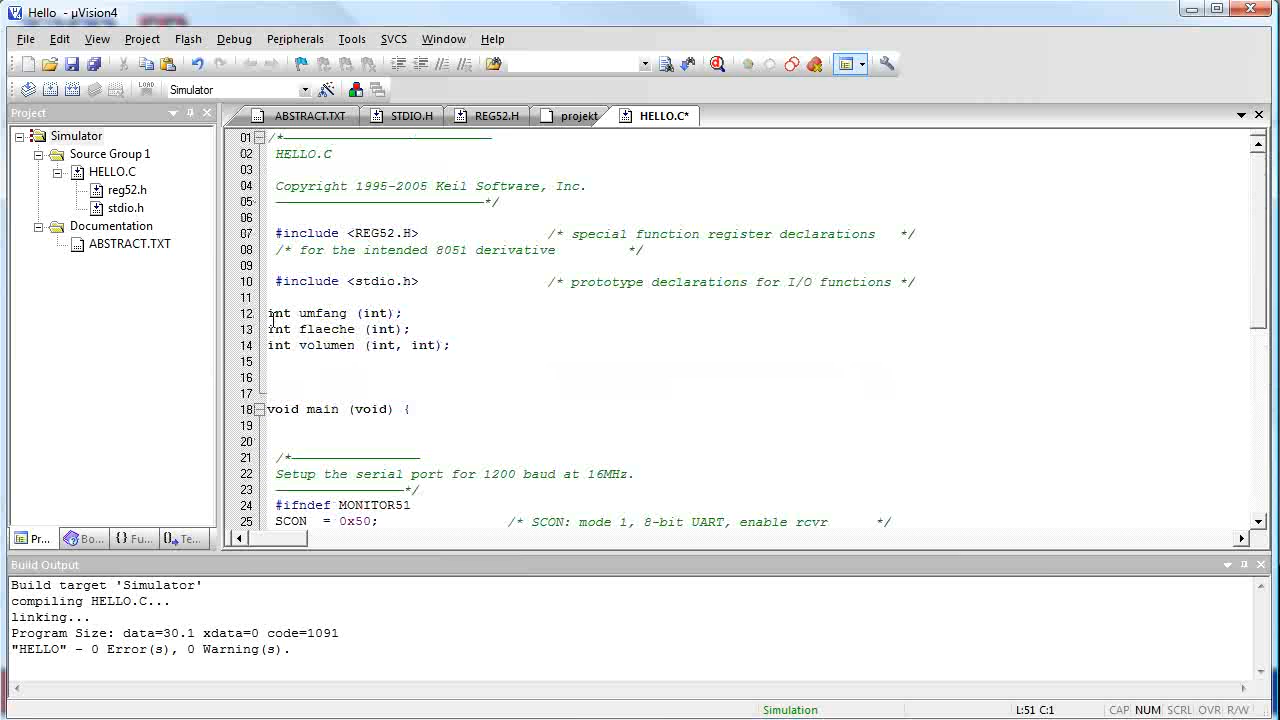 Hello - µVision4
File Edit View Project Flash Debug Peripherals Tools SVCS Window Help
LOAD Simulator
Project
ABSTRACT.TXT STDIO.H REG52.H projekt HELLO.C*
Simulator
Source Group 1
HELLO.C
reg52.h
stdio.h
Documentation
ABSTRACT.TXT
01 /*
02 HELLO.C
03
04 Copyright 1995-2005 Keil Software, Inc.
05 */
06
07 #include <REG52.H> /* special function register declarations */
08 /* for the intended 8051 derivative */
09
10 #include <stdio.h> /* prototype declarations for I/O functions */
11
12 int umfang (int);
13 int flaeche (int);
14 int volumen (int, int);
15
16
17
18 void main (void) {
19
20
21 /*
22 Setup the serial port for 1200 baud at 16MHz.
23 */
24 #ifndef MONITOR51
25 SCON = 0x50; /* SCON: mode 1, 8-bit UART, enable rcvr */
Pr... Bo... {} Fu... Te...
Build Output
Build target 'Simulator'
compiling HELLO.C...
linking...
Program Size: data=30.1 xdata=0 code=1091
"HELLO" - 0 Error(s), 0 Warning(s).
Simulation L:51 C:1 CAP NUM SCRL OVR R/W